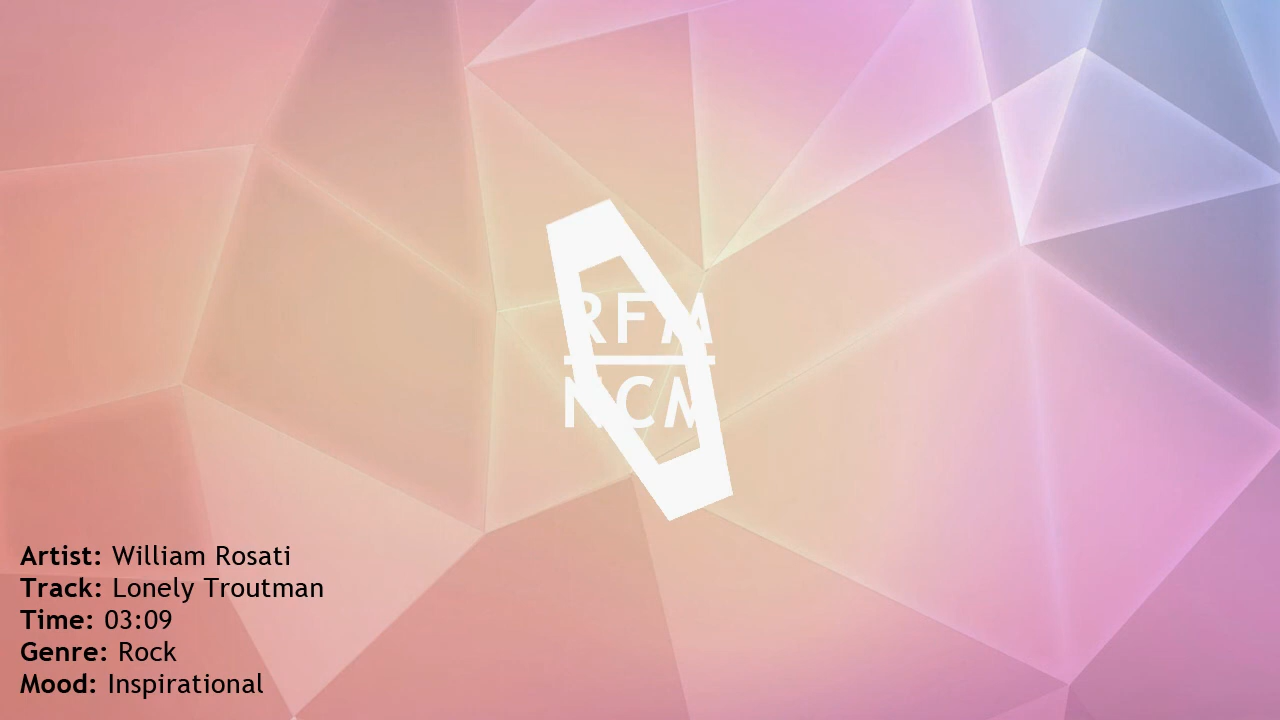 RFM
NCM
Artist: William Rosati
Track: Lonely Troutman
Time: 03:09
Genre: Rock
Mood: Inspirational